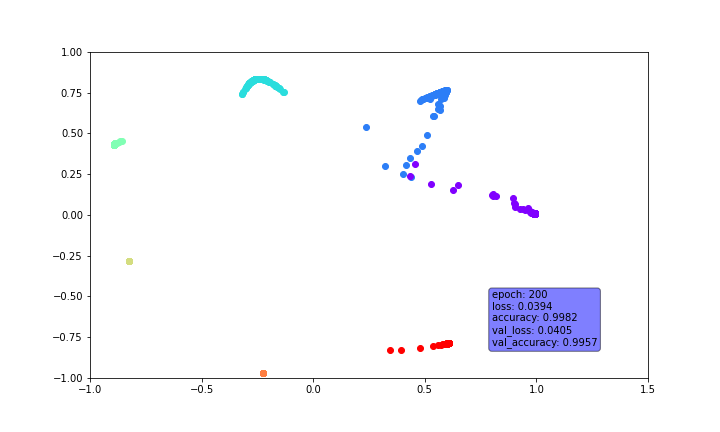 1.00
0.75
0.50
0.25
0.00
−0.25
−0.50
−0.75
−1.00
epoch: 200
loss: 0.0394
accuracy: 0.9982
val_loss: 0.0405
val_accuracy: 0.9957
−1.0 −0.5 0.0 0.5 1.0 1.5